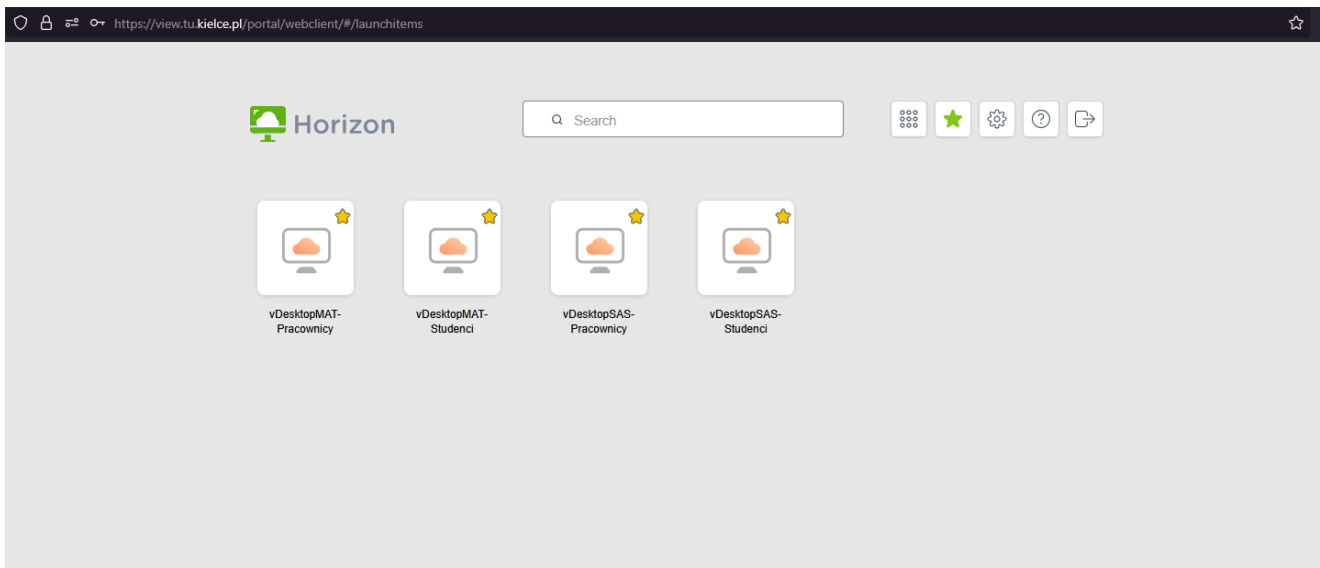 https://view.tu.kielce.pl/portal/webclient/#/launchitems
Horizon
Search
vDesktopMAT-
Pracownicy
vDesktopMAT-
Studenci
vDesktopSAS-
Pracownicy
vDesktopSAS-
Studenci